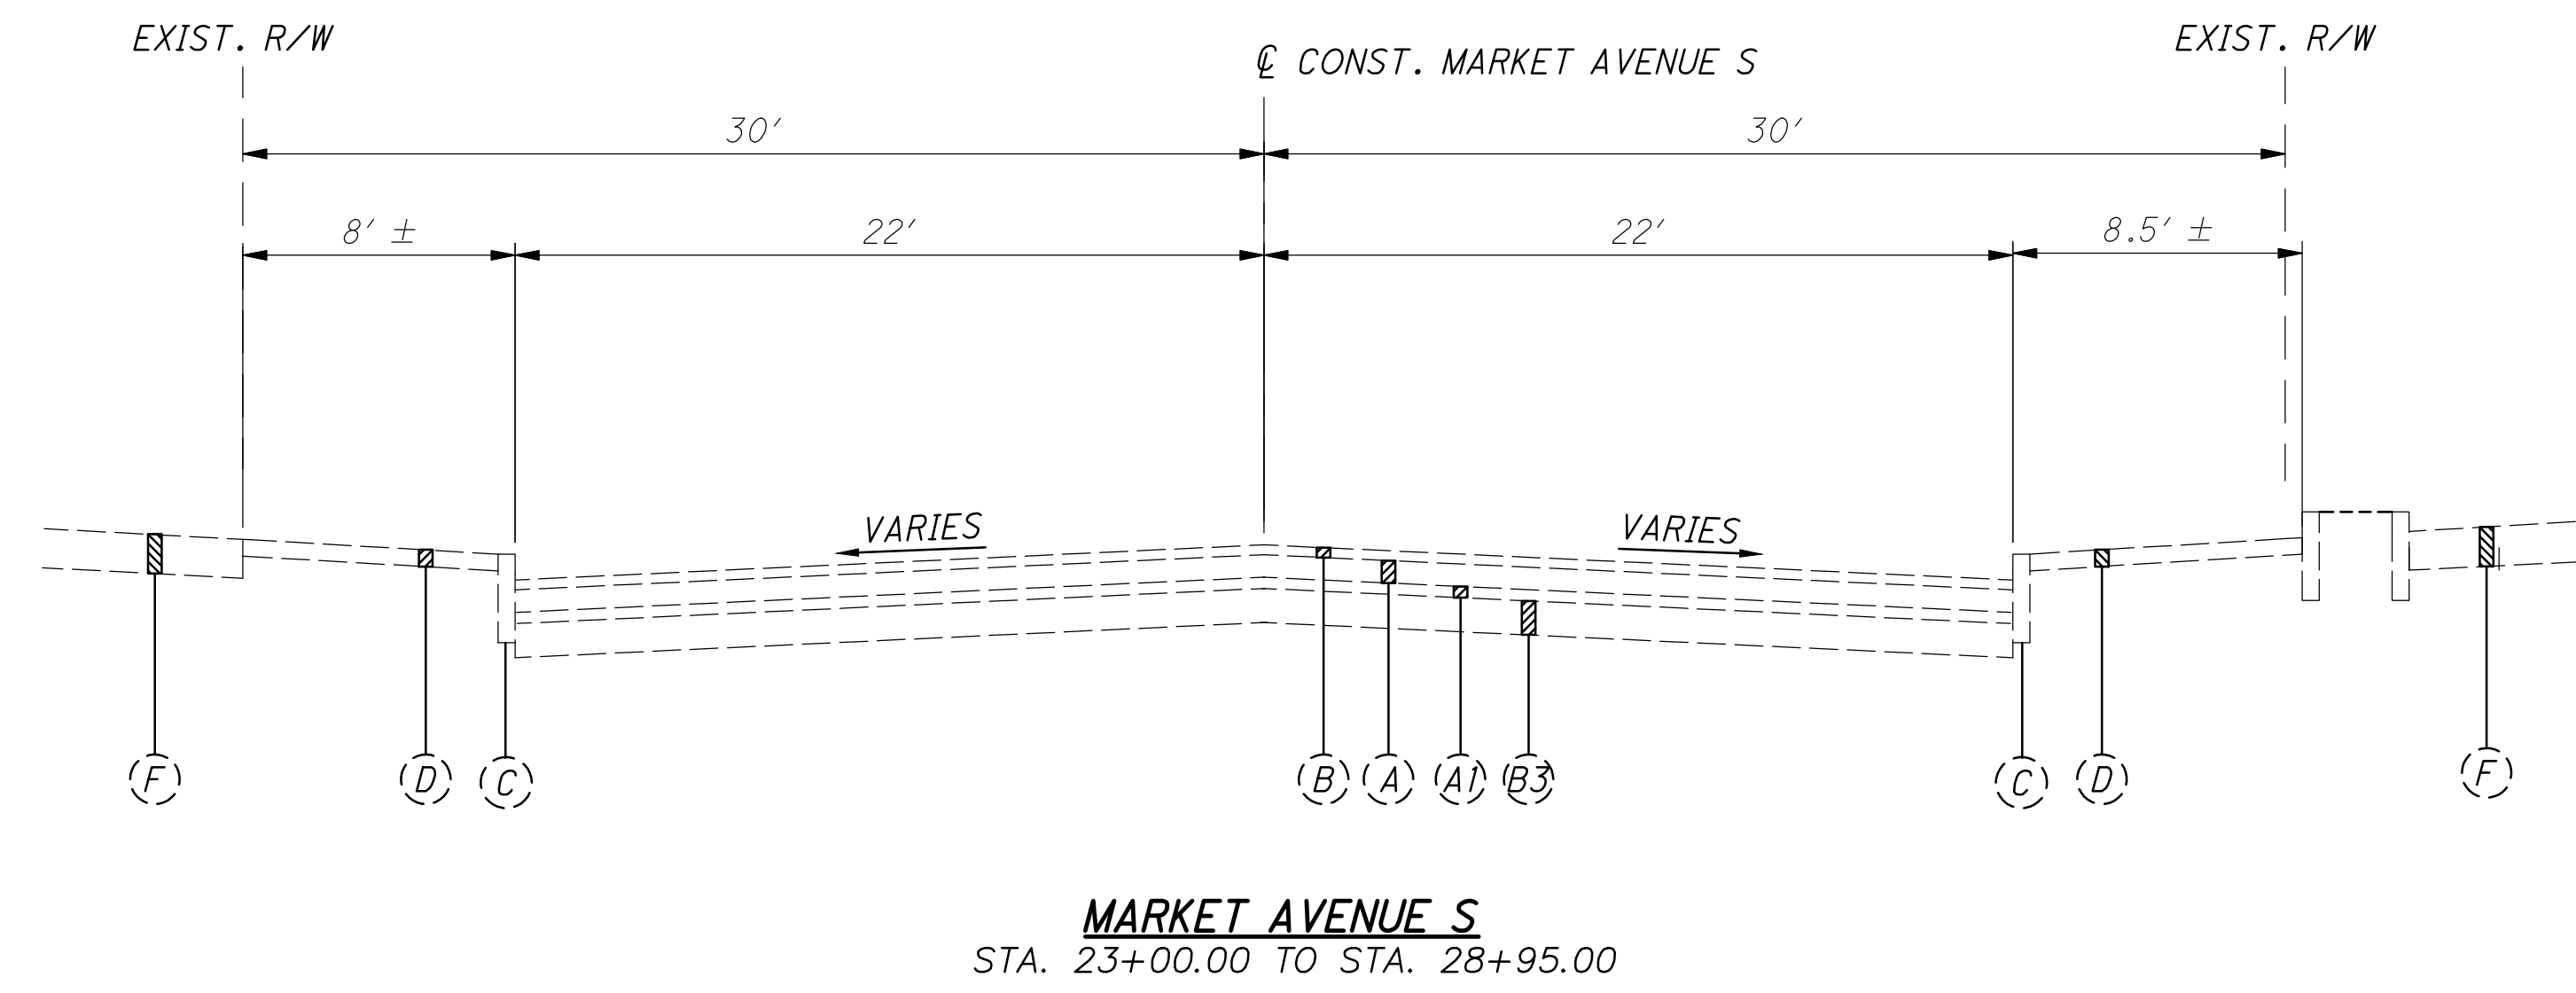 EXIST. R/W
℄ CONST. MARKET AVENUE S
EXIST. R/W
30'
30'
8' ±
22'
22'
8.5' ±
VARIES
VARIES
F
D
C
B
A
A1
B3
C
D
F
MARKET AVENUE S
STA. 23+00.00 TO STA. 28+95.00